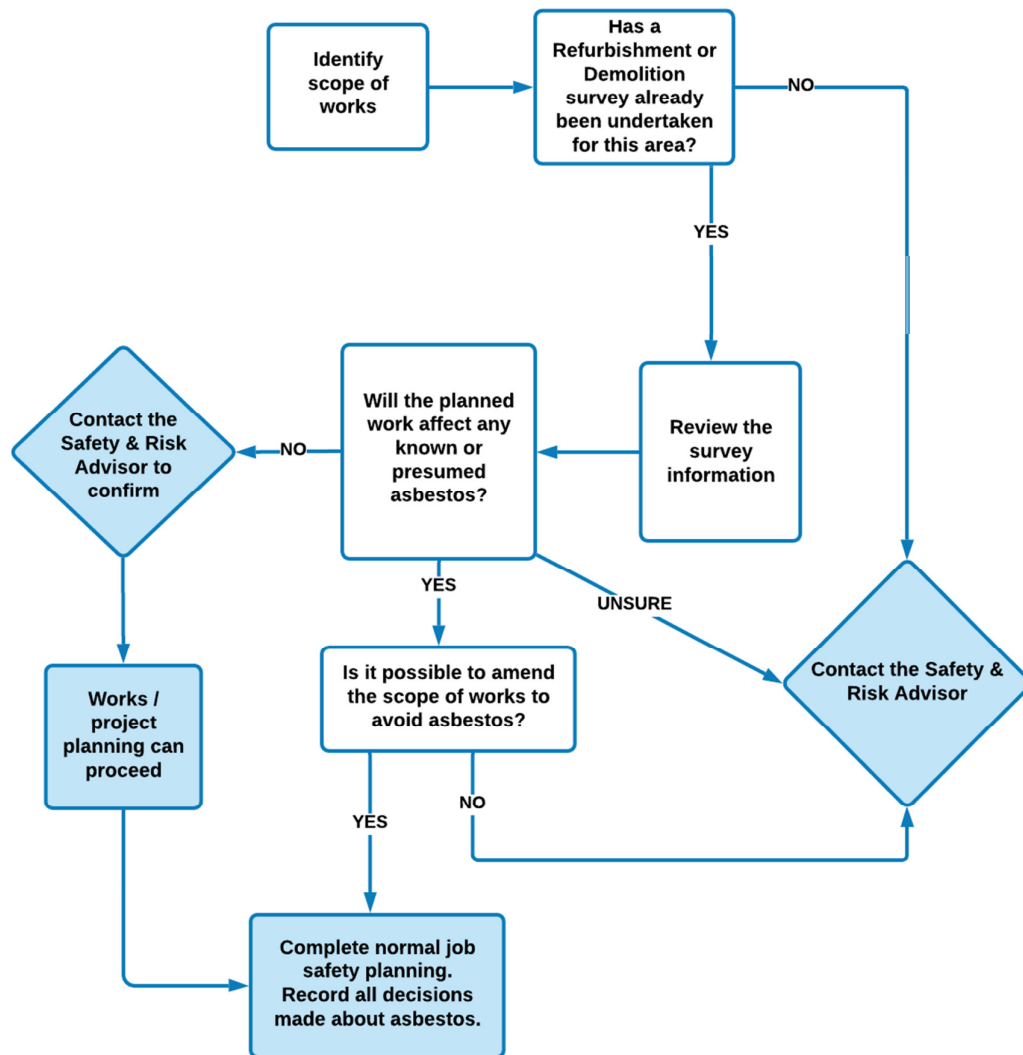 Identify
scope of
works
Has a
Refurbishment or
Demolition
survey already
been undertaken
for this area?
NO
YES
Review the
survey
information
Will the planned
work affect any
known or
presumed
asbestos?
NO
Contact the
Safety & Risk
Advisor to
confirm
YES
UNSURE
Is it possible to amend
the scope of works to
avoid asbestos?
Contact the Safety &
Risk Advisor
Works /
project
planning can
proceed
YES
NO
Complete normal job
safety planning.
Record all decisions
made about asbestos.